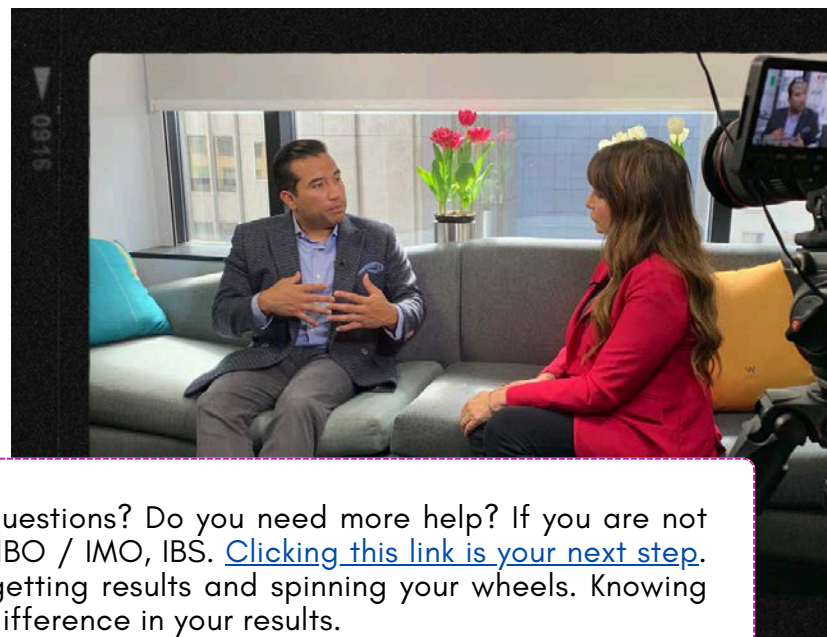 0916
uestions? Do you need more help? If you are not
IBO / IMO, IBS. Clicking this link is your next step.
getting results and spinning your wheels. Knowing
ifference in your results.
W